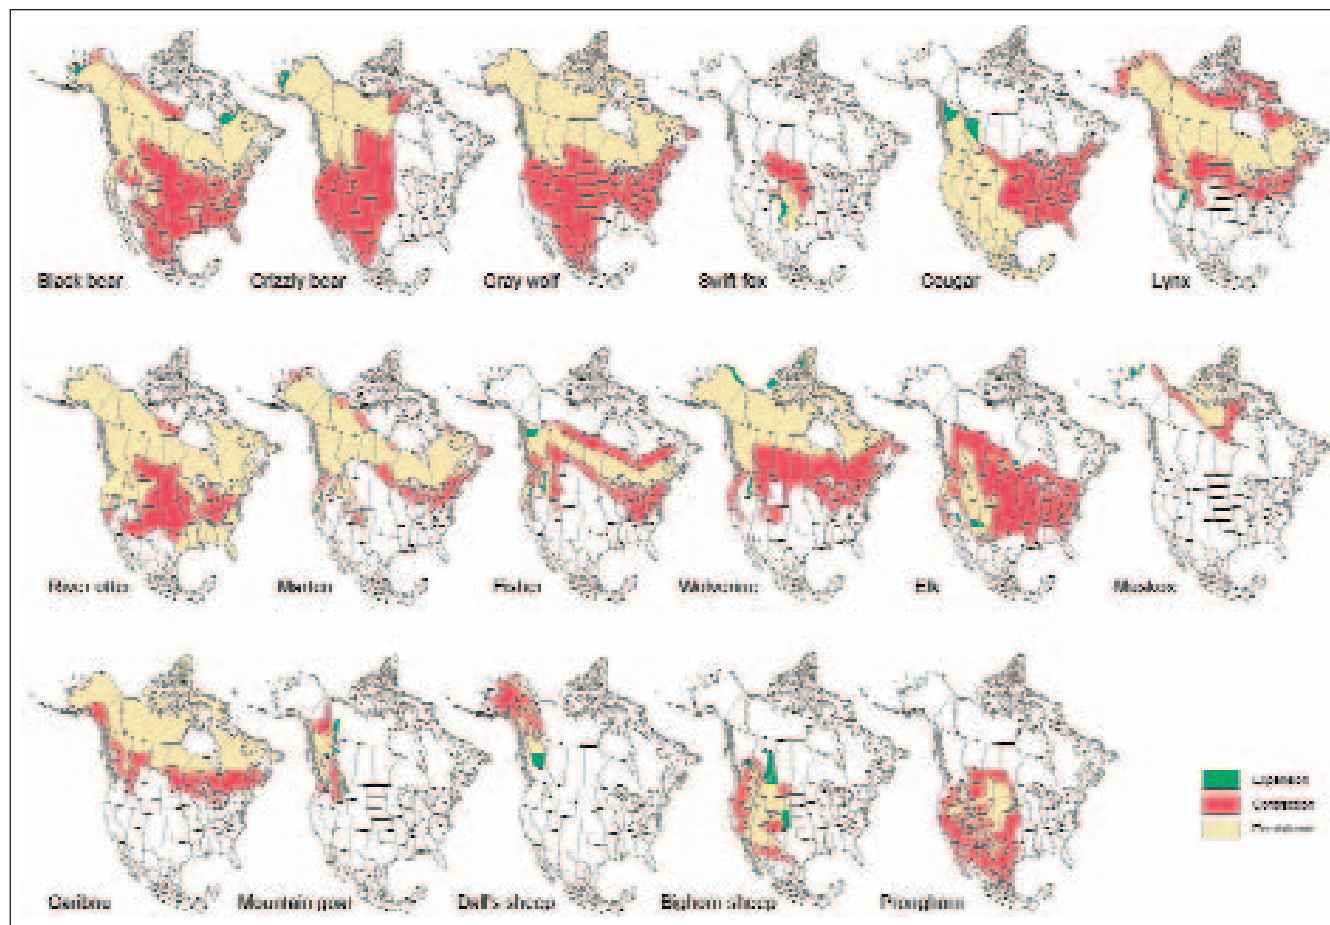 Black bear
Grizzly bear
Gray wolf
Swift fox
Cougar
Lynx
River otter
Marten
Fisher
Wolverine
Elk
Muskox
Caribou
Mountain goat
Dall's sheep
Bighorn sheep
Pronghorn
Expansion
Contraction
Persistence